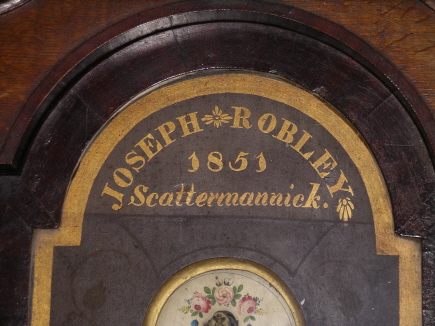 JOSEPH ROBLEY
1851
Scattermannick.